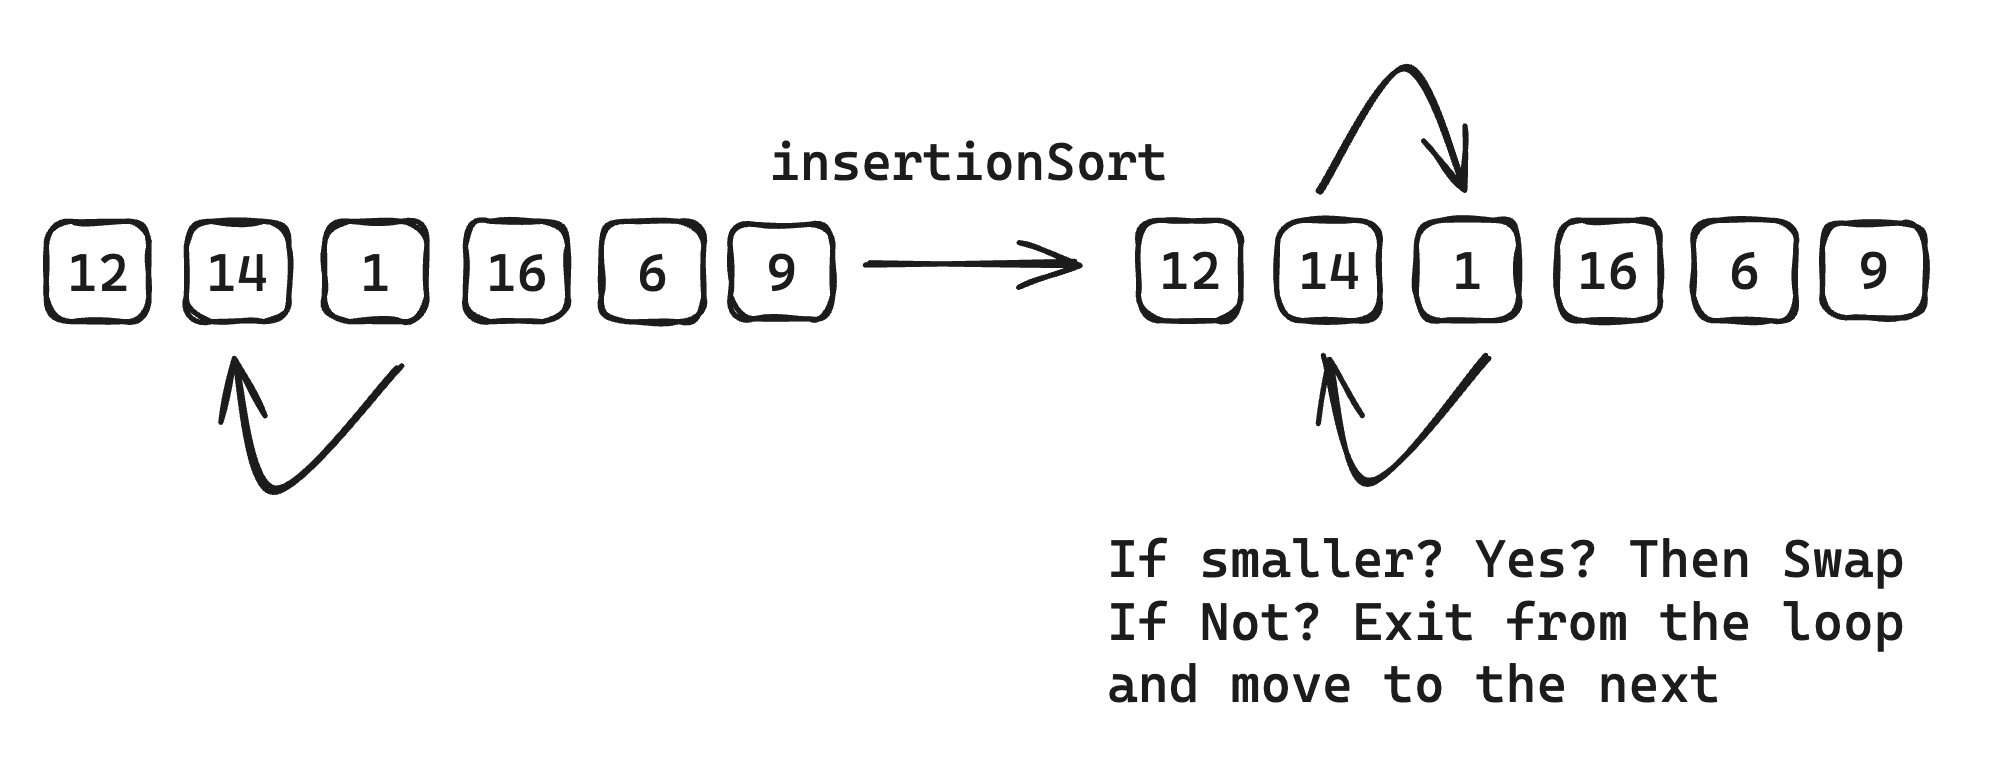 insertionSort
12 14 1 16 6 9
12 14 1 16 6 9
If smaller? Yes? Then Swap
If Not? Exit from the loop
and move to the next